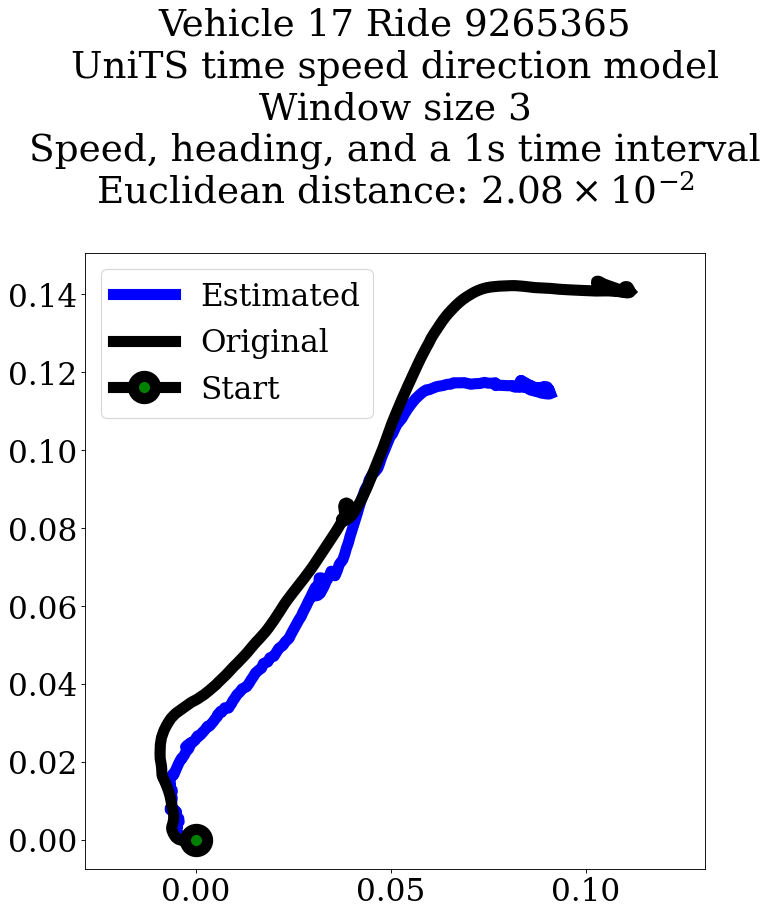 Vehicle 17 Ride 9265365
UniTS time speed direction model
Window size 3
Speed, heading, and a 1s time interval
Euclidean distance: 2.08 × 10⁻²
Estimated
Original
Start
0.14
0.12
0.10
0.08
0.06
0.04
0.02
0.00
0.00 0.05 0.10